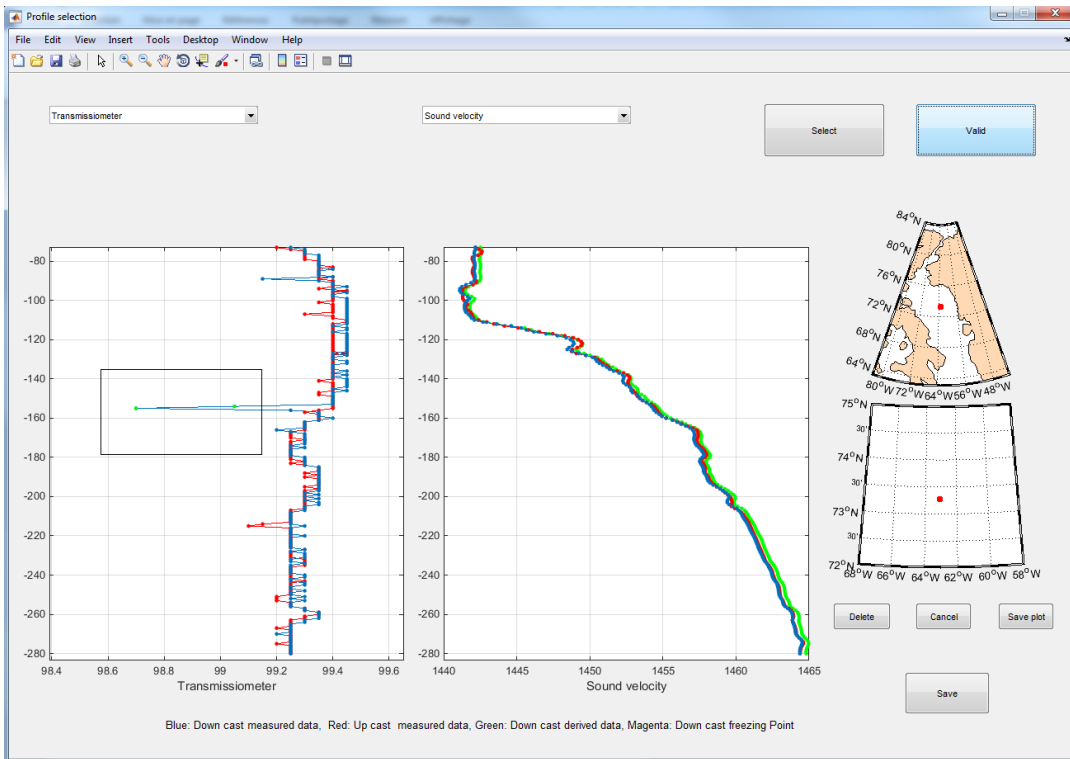 Profile selection
File Edit View Insert Tools Desktop Window Help
Transmissiometer
Sound velocity
Select
Valid
-80
-100
-120
-140
-160
-180
-200
-220
-240
-260
-280
98.4 98.6 98.8 99 99.2 99.4 99.6
Transmissiometer
-80
-100
-120
-140
-160
-180
-200
-220
-240
-260
-280
1440 1445 1450 1455 1460 1465
Sound velocity
84°N
80°N
76°N
72°N
68°N
64°N
80°W 72°W 64°W 56°W 48°W
75°N
30'
74°N
30'
73°N
30'
72°N
68°W 66°W 64°W 62°W 60°W 58°W
Delete
Cancel
Save plot
Save
Blue: Down cast measured data, Red: Up cast measured data, Green: Down cast derived data, Magenta: Down cast freezing Point